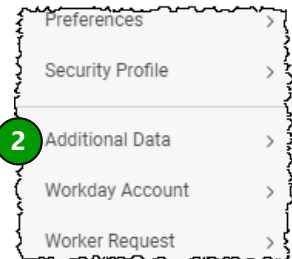 Preferences
Security Profile
2
Additional Data
Workday Account
Worker Request